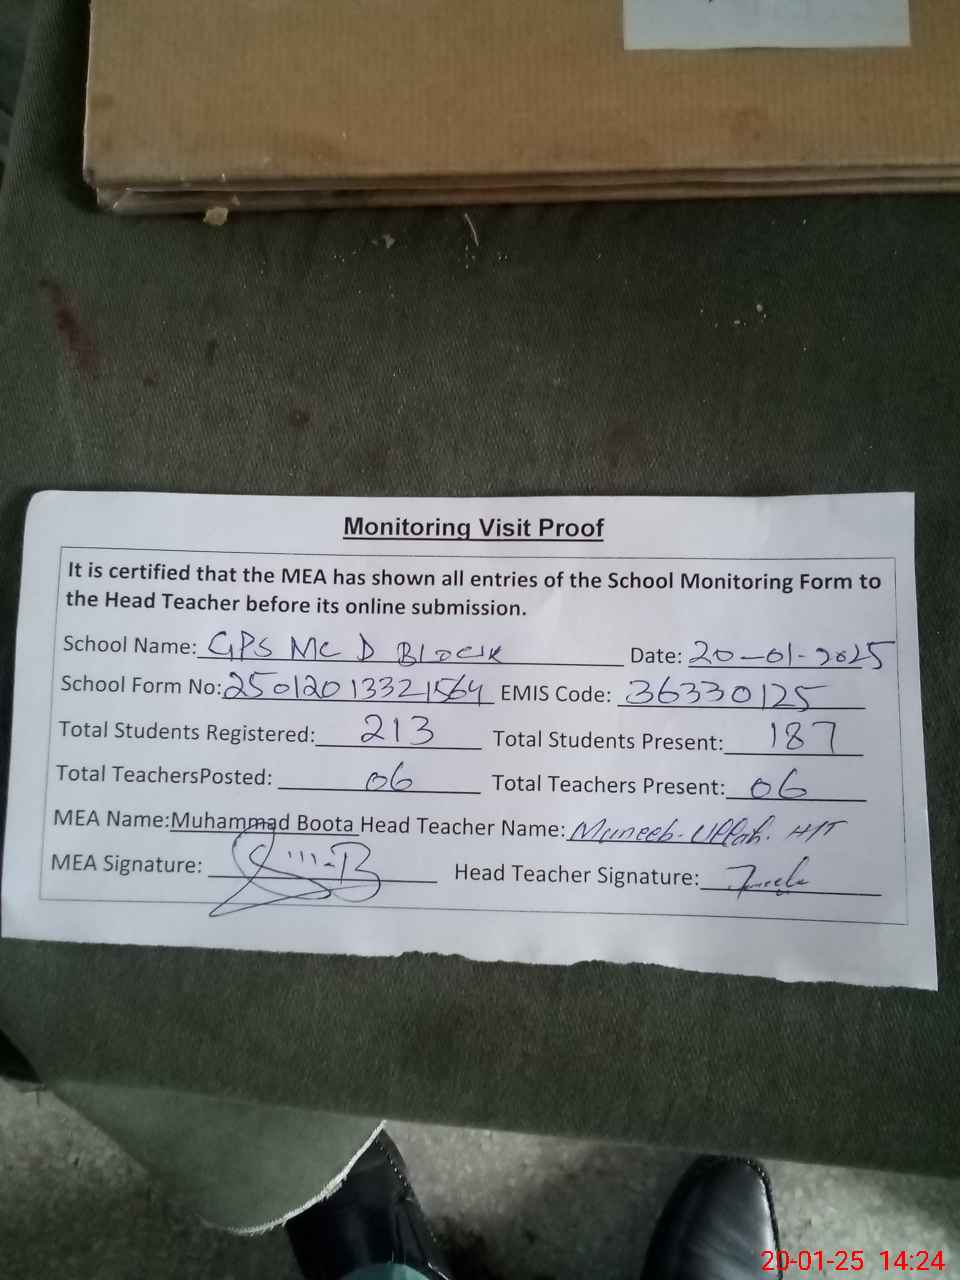 Monitoring Visit Proof
It is certified that the MEA has shown all entries of the School Monitoring Form to
the Head Teacher before its online submission.
School Name: GPS MC D Block Date: 20-01-2025
School Form No: 25012013321564 EMIS Code: 36330125
Total Students Registered: 213 Total Students Present: 187
Total TeachersPosted: 06 Total Teachers Present: 06
MEA Name: Muhammad Boota Head Teacher Name: Muneeb-Ullah. H/T
MEA Signature: Head Teacher Signature:
20-01-25 14:24